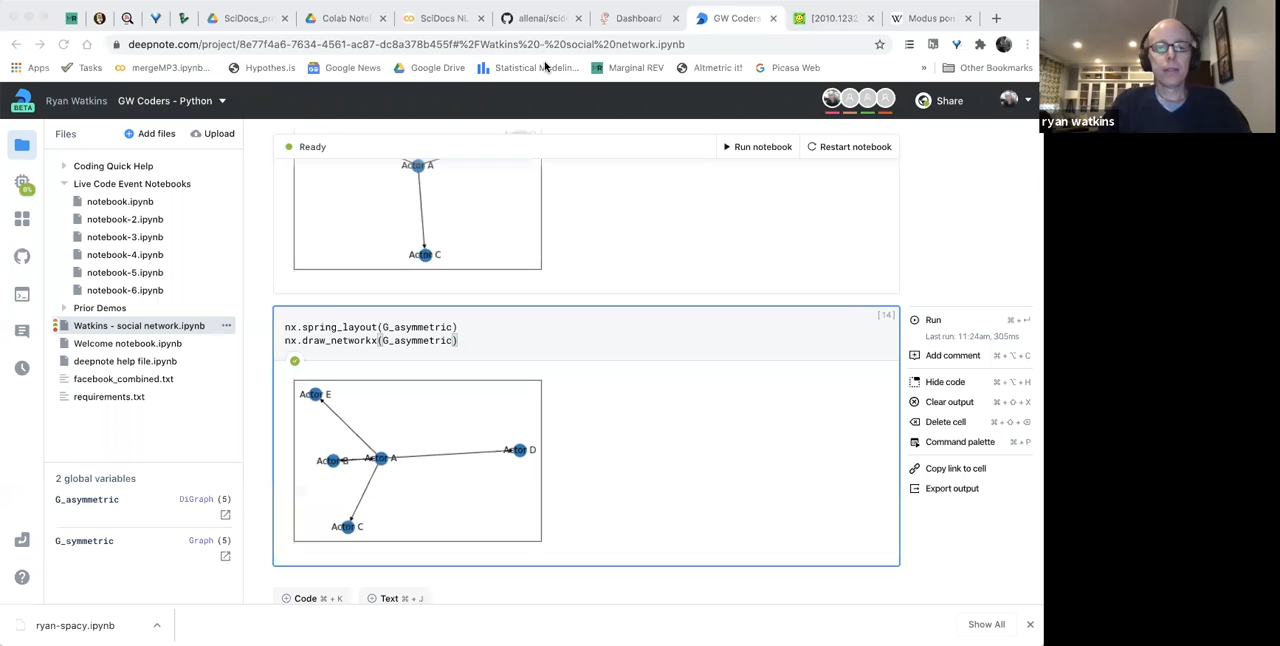 SciDocs_pr
Colab Note
SciDocs NL
allenai/scid
Dashboard
GW Coders
[2010.1232
Modus pon
deepnote.com/project/8e77f4a6-7634-4561-ac87-dc8a378b455f#%2FWatkins%20-%20social%20network.ipynb
Apps
Tasks
mergeMP3.ipynb...
Hypothes.is
Google News
Google Drive
Statistical Modelin...
Marginal REV
Altmetric it!
Picasa Web
»
Other Bookmarks
ryan watkins
BETA
Ryan Watkins
GW Coders - Python
Share
Files
Add files
Upload
Coding Quick Help
Live Code Event Notebooks
notebook.ipynb
notebook-2.ipynb
notebook-3.ipynb
notebook-4.ipynb
notebook-5.ipynb
notebook-6.ipynb
Prior Demos
Watkins - social network.ipynb
Welcome notebook.ipynb
deepnote help file.ipynb
facebook_combined.txt
requirements.txt
2 global variables
G_asymmetric DiGraph (5)
G_symmetric Graph (5)
Ready
Run notebook
Restart notebook
Actor A
Actor C
[14]
nx.spring_layout(G_asymmetric)
nx.draw_networkx(G_asymmetric)
Actor E
Actor D
Actor B
Actor A
Actor C
Code ⌘ + K
Text ⌘ + J
Run ⌘ + ↵
Last run: 11:24am, 305ms
Add comment ⌘ + ⌥ + C
Hide code ⌘ + ⌥ + H
Clear output ⌘ + ⇧ + X
Delete cell ⌘ + ⇧ + ⌫
Command palette ⌘ + P
Copy link to cell
Export output
ryan-spacy.ipynb
Show All